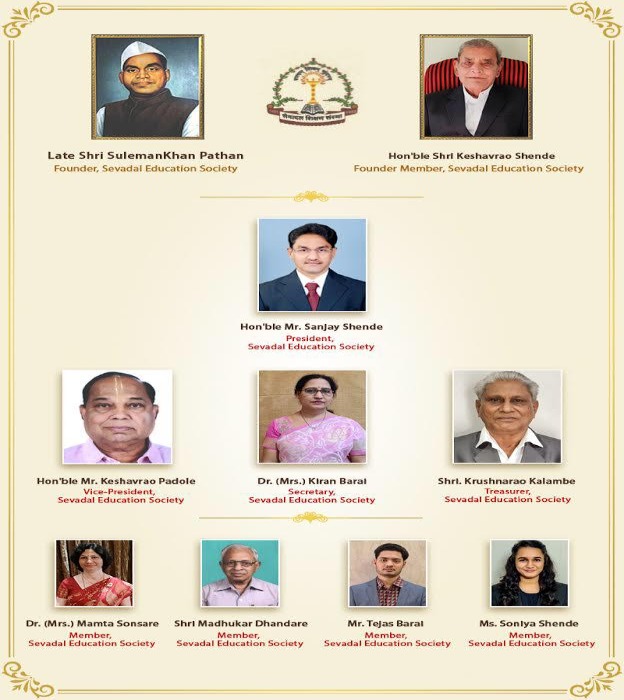 सेवादल शिक्षण संस्था
Late Shri SulemanKhan Pathan
Founder, Sevadal Education Society
Hon'ble Shri Keshavrao Shende
Founder Member, Sevadal Education Society
Hon'ble Mr. Sanjay Shende
President,
Sevadal Education Society
Hon'ble Mr. Keshavrao Padole
Vice-President,
Sevadal Education Society
Dr. (Mrs.) Kiran Barai
Secretary,
Sevadal Education Society
Shri. Krushnarao Kalambe
Treasurer,
Sevadal Education Society
Dr. (Mrs.) Mamta Sonsare
Member,
Sevadal Education Society
Shri Madhukar Dhandare
Member,
Sevadal Education Society
Mr. Tejas Barai
Member,
Sevadal Education Society
Ms. Soniya Shende
Member,
Sevadal Education Society